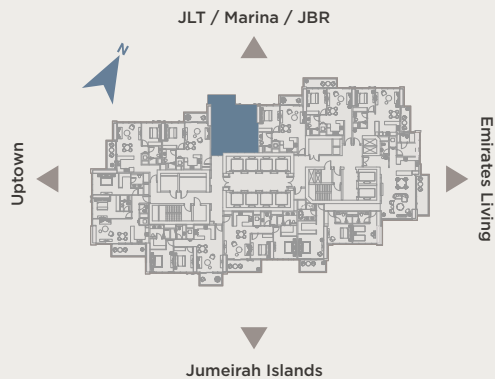 JLT / Marina / JBR
N
Uptown
Emirates Living
Jumeirah Islands